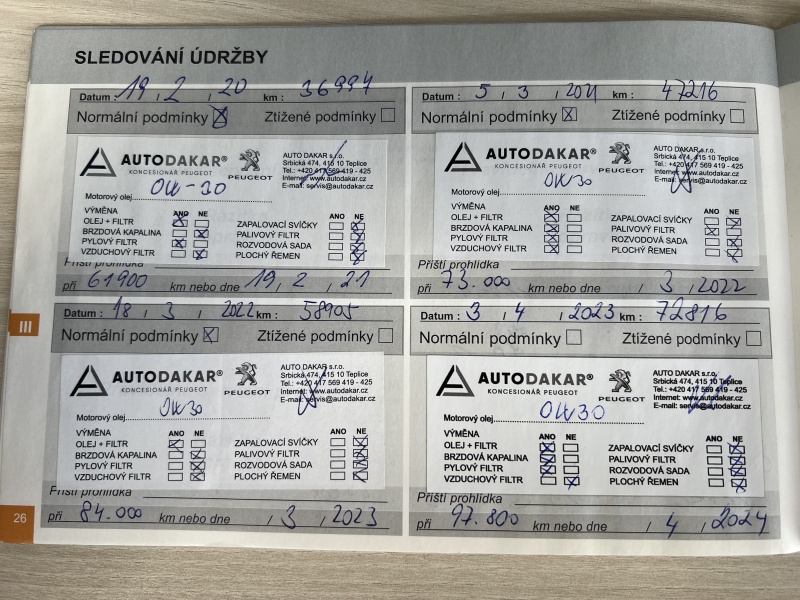 SLEDOVÁNÍ ÚDRŽBY
Datum : 19 , 2 , 20 km : 36994
Normální podmínky ☒ Ztížené podmínky ☐
AUTODAKAR®
KONCESIONÁŘ PEUGEOT
PEUGEOT
AUTO DAKAR s.r.o.
Srbická 474, 415 10 Teplice
Tel.: +420 417 569 419 - 425
Internet: www.autodakar.cz
E-mail: servis@autodakar.cz
Motorový olej 0W-30
VÝMĚNA ANO NE
OLEJ + FILTR ☒ ☐
BRZDOVÁ KAPALINA ☐ ☒
PYLOVÝ FILTR ☒ ☐
VZDUCHOVÝ FILTR ☐ ☒
ANO NE
ZAPALOVACÍ SVÍČKY ☐ ☒
PALIVOVÝ FILTR ☐ ☒
ROZVODOVÁ SADA ☐ ☒
PLOCHÝ ŘEMEN ☐ ☒
Příští prohlídka
při 61900 km nebo dne 19 , 2 , 21
Datum : 5 , 3 , 2021 km : 47216
Normální podmínky ☒ Ztížené podmínky ☐
AUTODAKAR®
KONCESIONÁŘ PEUGEOT
PEUGEOT
AUTO DAKAR s.r.o.
Srbická 474, 415 10 Teplice
Tel.: +420 417 569 419 - 425
Internet: www.autodakar.cz
E-mail: servis@autodakar.cz
Motorový olej 0W30
VÝMĚNA ANO NE
OLEJ + FILTR ☒ ☐
BRZDOVÁ KAPALINA ☒ ☐
PYLOVÝ FILTR ☒ ☐
VZDUCHOVÝ FILTR ☒ ☐
ANO NE
ZAPALOVACÍ SVÍČKY ☐ ☒
PALIVOVÝ FILTR ☒ ☐
ROZVODOVÁ SADA ☐ ☒
PLOCHÝ ŘEMEN ☐ ☒
Příští prohlídka
při 73.000 km nebo dne / 3 , 2022
III
Datum : 18 , 3 , 2022 km : 58905
Normální podmínky ☒ Ztížené podmínky ☐
AUTODAKAR®
KONCESIONÁŘ PEUGEOT
PEUGEOT
AUTO DAKAR s.r.o.
Srbická 474, 415 10 Teplice
Tel.: +420 417 569 419 - 425
Internet: www.autodakar.cz
E-mail: servis@autodakar.cz
Motorový olej 0W30
VÝMĚNA ANO NE
OLEJ + FILTR ☒ ☐
BRZDOVÁ KAPALINA ☐ ☒
PYLOVÝ FILTR ☐ ☒
VZDUCHOVÝ FILTR ☐ ☒
ANO NE
ZAPALOVACÍ SVÍČKY ☐ ☒
PALIVOVÝ FILTR ☐ ☒
ROZVODOVÁ SADA ☐ ☒
PLOCHÝ ŘEMEN ☐ ☒
Příští prohlídka
při 84.000 km nebo dne / 3 , 2023
Datum : 3 , 4 , 2023 km : 72816
Normální podmínky ☐ Ztížené podmínky ☐
AUTODAKAR®
KONCESIONÁŘ PEUGEOT
PEUGEOT
AUTO DAKAR s.r.o.
Srbická 474, 415 10 Teplice
Tel.: +420 417 569 419 - 425
Internet: www.autodakar.cz
E-mail: servis@autodakar.cz
Motorový olej 0W30
VÝMĚNA ANO NE
OLEJ + FILTR ☒ ☐
BRZDOVÁ KAPALINA ☒ ☐
PYLOVÝ FILTR ☒ ☐
VZDUCHOVÝ FILTR ☐ ☒
ANO NE
ZAPALOVACÍ SVÍČKY ☐ ☒
PALIVOVÝ FILTR ☐ ☒
ROZVODOVÁ SADA ☐ ☒
PLOCHÝ ŘEMEN ☐ ☒
Příští prohlídka
při 97.800 km nebo dne / 4 , 2024
26